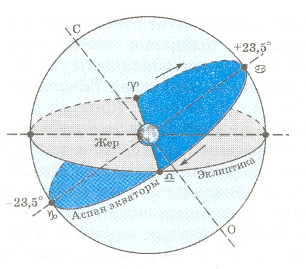 С
+23,5°
♈
♋
Жер
♎
Эклиптика
Аспан экваторы
–23,5°
♑
О